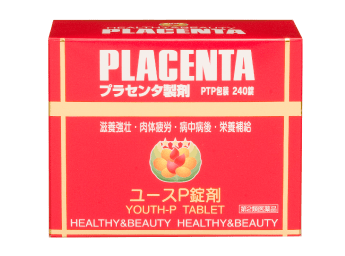 PLACENTA
PLACENTA
プラセンタ製剤 PTP包装 240錠
滋養強壮・肉体疲労・病中病後・栄養補給
ユースP錠剤
YOUTH-P TABLET 第2類医薬品
HEALTHY&BEAUTY HEALTHY&BEAUTY